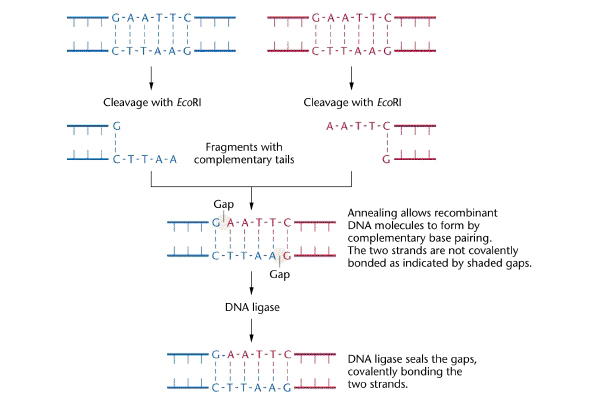 G-A-A-T-T-C
C-T-T-A-A-G
G-A-A-T-T-C
C-T-T-A-A-G
Cleavage with EcoRI
Cleavage with EcoRI
G
C-T-T-A-A
Fragments with
complementary tails
A-A-T-T-C
G
Gap
G A-A-T-T-C
C-T-T-A-A G
Gap
Annealing allows recombinant
DNA molecules to form by
complementary base pairing.
The two strands are not covalently
bonded as indicated by shaded gaps.
DNA ligase
G-A-A-T-T-C
C-T-T-A-A-G
DNA ligase seals the gaps,
covalently bonding the
two strands.